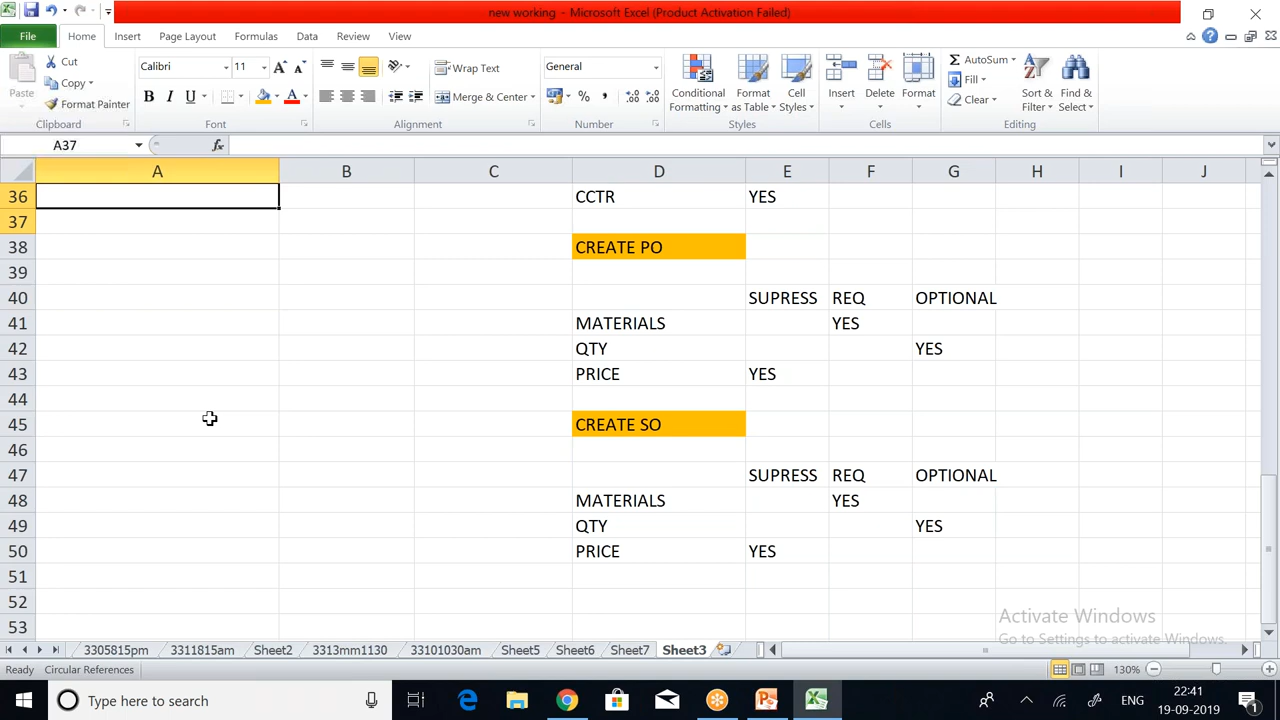 new working - Microsoft Excel (Product Activation Failed)
File Home Insert Page Layout Formulas Data Review View
Paste
Cut
Copy
Format Painter
Clipboard
Calibri 11
B I U
Font
Wrap Text
Merge & Center
Alignment
General
Number
Conditional Formatting
Format as Table
Cell Styles
Styles
Insert
Delete
Format
Cells
AutoSum
Fill
Clear
Sort & Filter
Find & Select
Editing
A37 fx
A B C D E F G H I J
36 CCTR YES
37
38 CREATE PO
39
40 SUPRESS REQ OPTIONAL
41 MATERIALS YES
42 QTY YES
43 PRICE YES
44
45 CREATE SO
46
47 SUPRESS REQ OPTIONAL
48 MATERIALS YES
49 QTY YES
50 PRICE YES
51
52
53
Activate Windows
Go to Settings to activate Windows.
3305815pm 3311815am Sheet2 3313mm1130 33101030am Sheet5 Sheet6 Sheet7 Sheet3
Ready Circular References 130%
Type here to search
ENG
22:41
19-09-2019
1